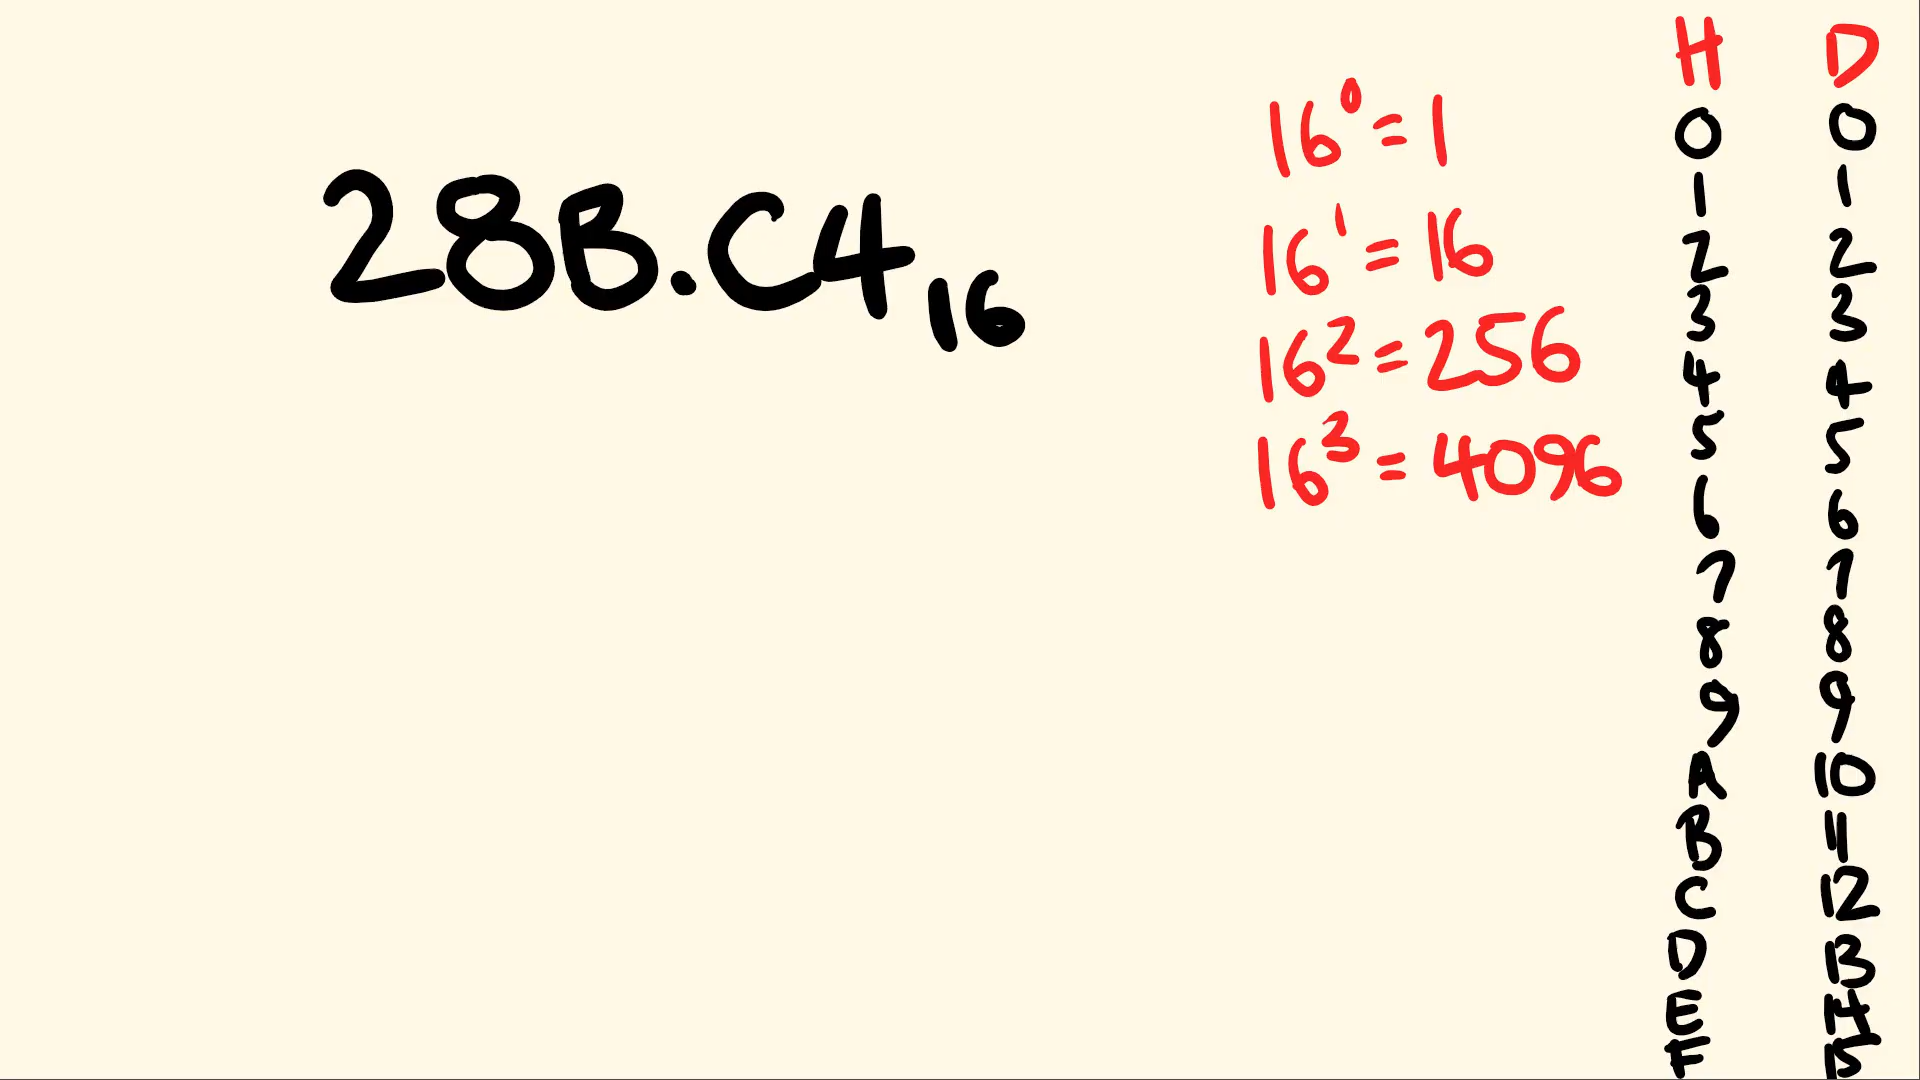 28B.C4₁₆
16⁰ = 1
16¹ = 16
16² = 256
16³ = 4096
H D
0 0
1 1
2 2
3 3
4 4
5 5
6 6
7 7
8 8
9 9
A 10
B 11
C 12
D 13
E 14
F 15